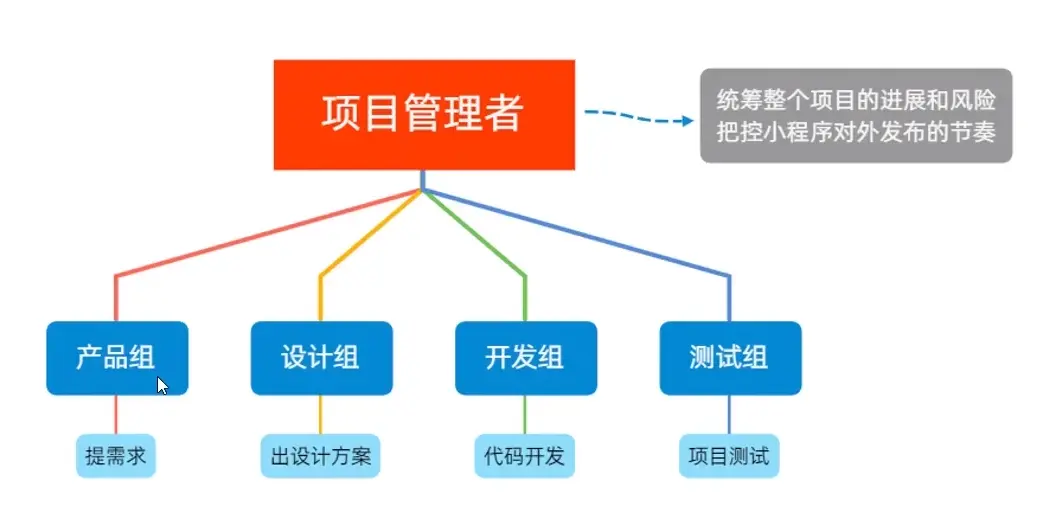 项目管理者
统筹整个项目的进展和风险
把控小程序对外发布的节奏
产品组
设计组
开发组
测试组
提需求
出设计方案
代码开发
项目测试